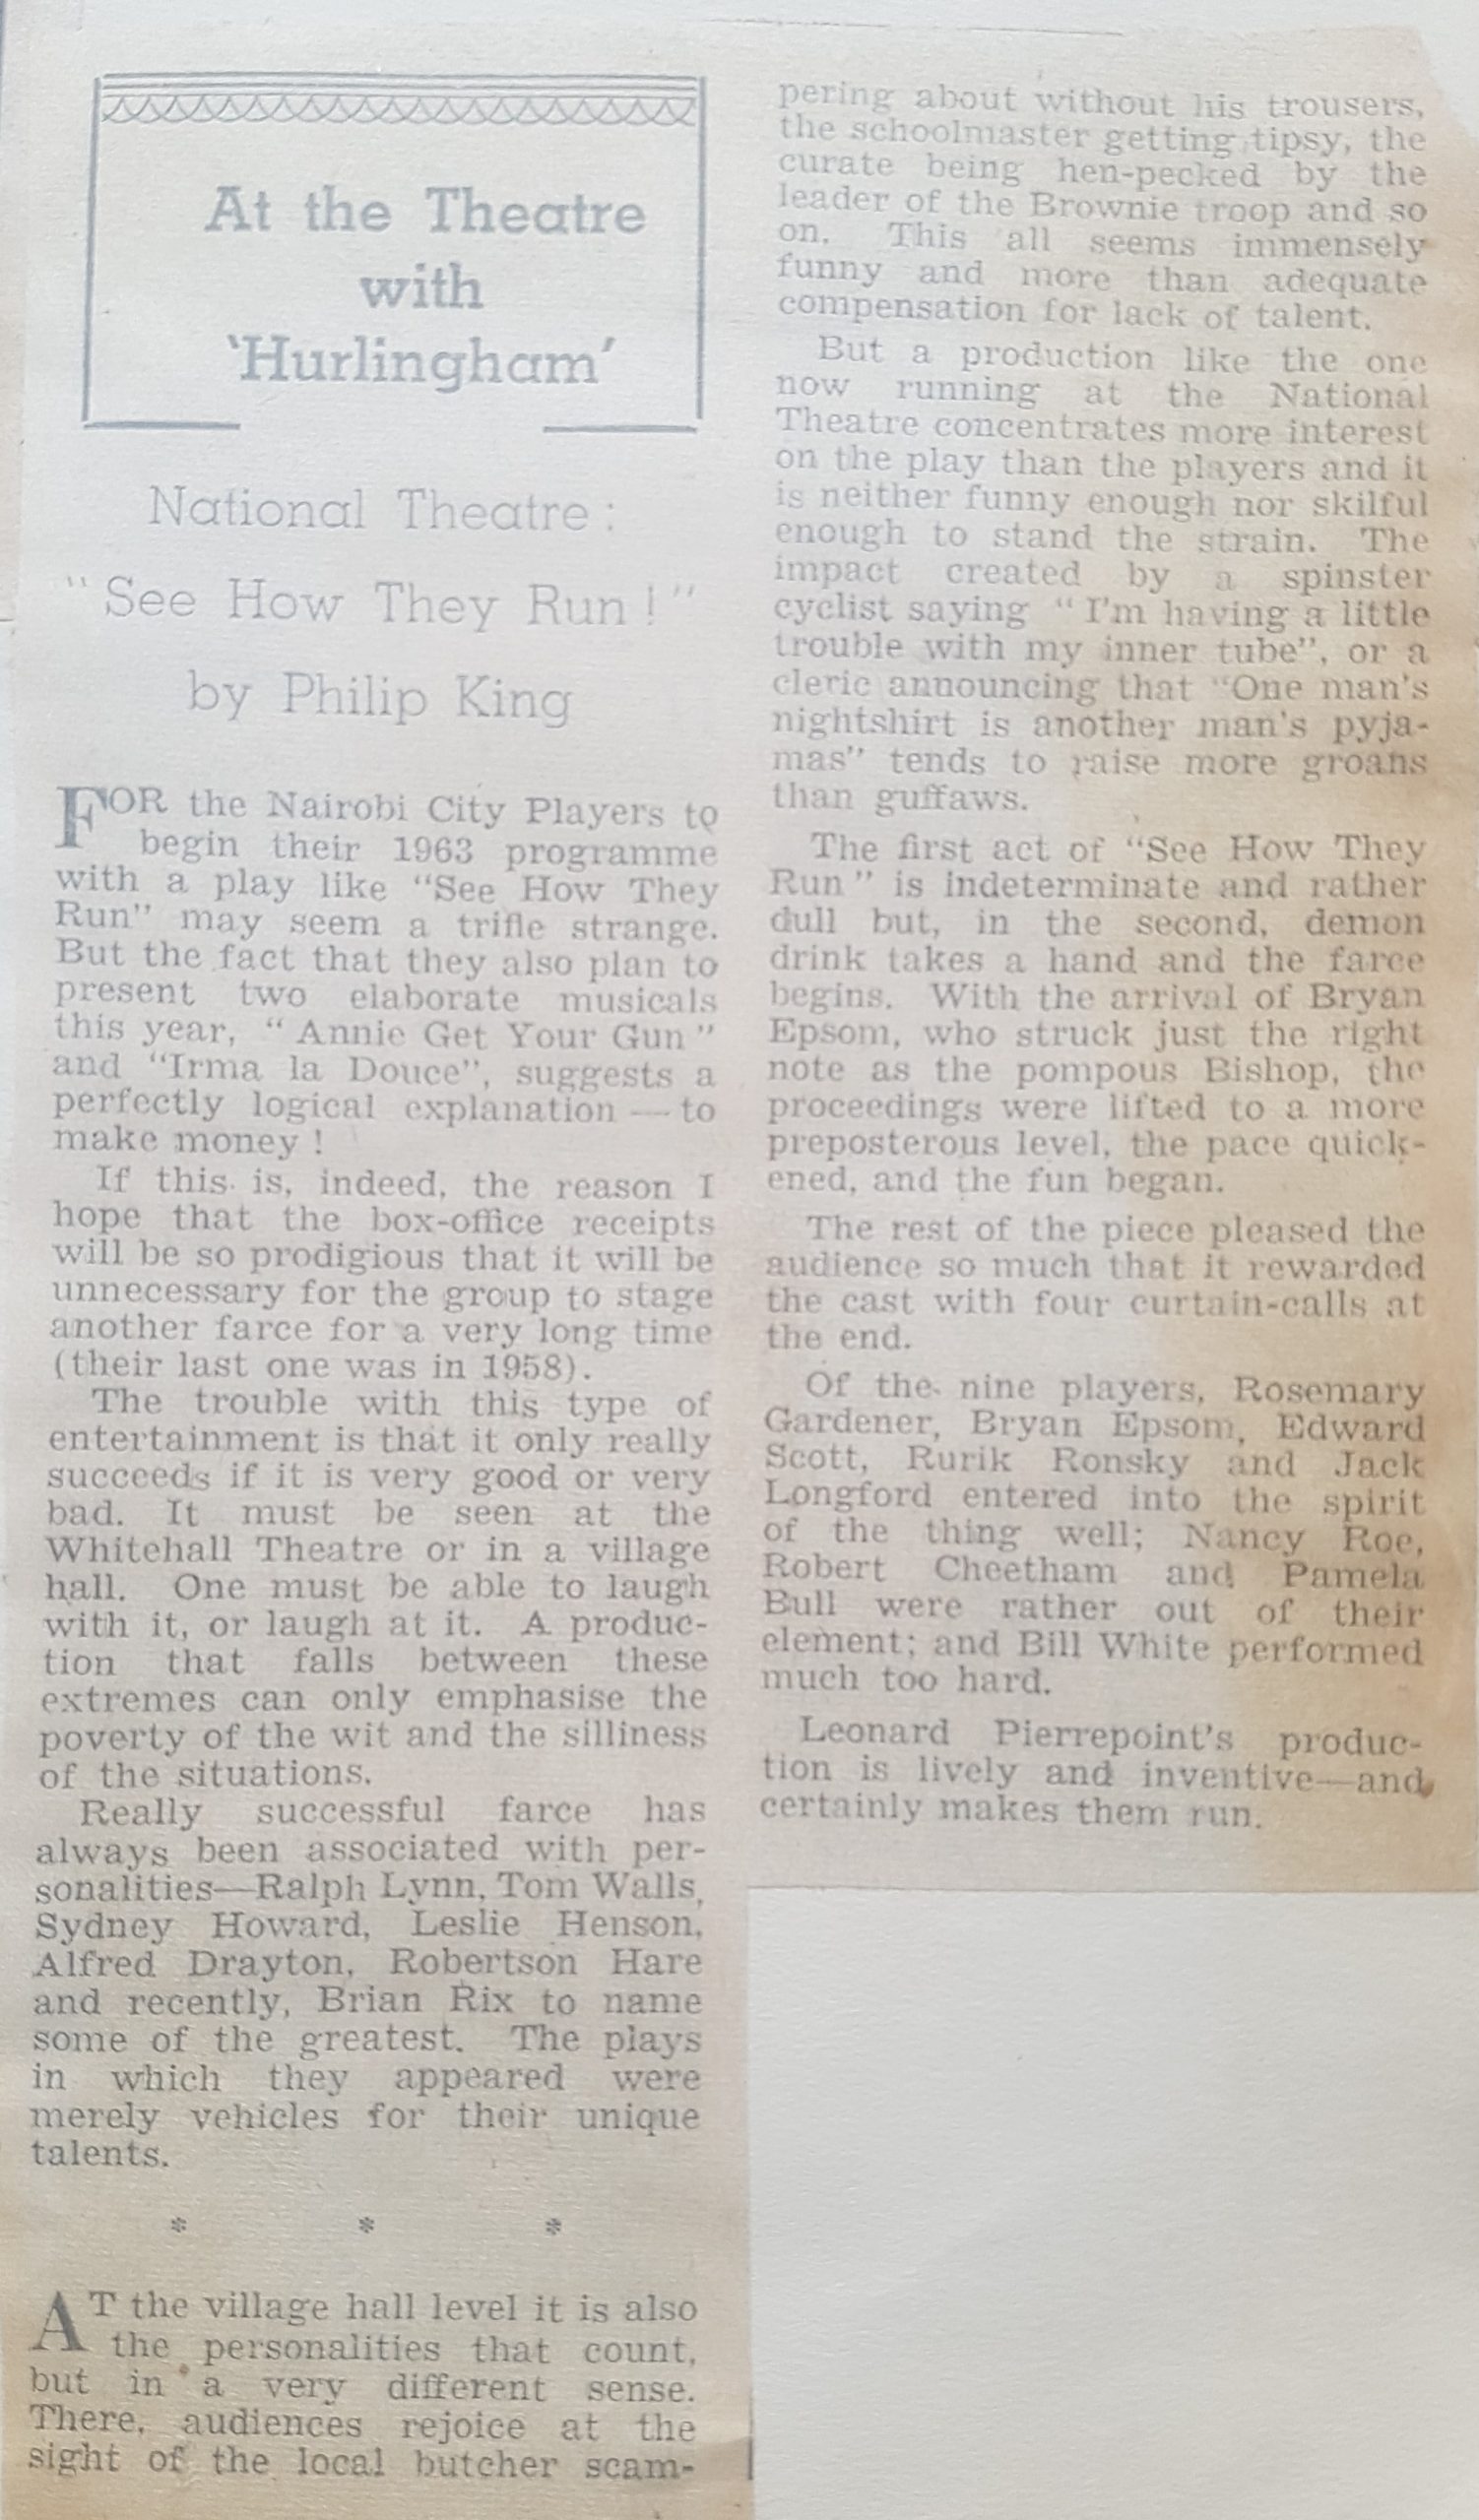 At the Theatre
with
'Hurlingham'
National Theatre:
"See How They Run!"
by Philip King
FOR the Nairobi City Players to
begin their 1963 programme
with a play like "See How They
Run" may seem a trifle strange.
But the fact that they also plan to
present two elaborate musicals
this year, "Annie Get Your Gun"
and "Irma la Douce", suggests a
perfectly logical explanation — to
make money!
If this is, indeed, the reason I
hope that the box-office receipts
will be so prodigious that it will be
unnecessary for the group to stage
another farce for a very long time
(their last one was in 1958).
The trouble with this type of
entertainment is that it only really
succeeds if it is very good or very
bad. It must be seen at the
Whitehall Theatre or in a village
hall. One must be able to laugh
with it, or laugh at it. A produc-
tion that falls between these
extremes can only emphasise the
poverty of the wit and the silliness
of the situations.
Really successful farce has
always been associated with per-
sonalities—Ralph Lynn, Tom Walls,
Sydney Howard, Leslie Henson,
Alfred Drayton, Robertson Hare
and recently, Brian Rix to name
some of the greatest. The plays
in which they appeared were
merely vehicles for their unique
talents.
* * *
AT the village hall level it is also
the personalities that count,
but in a very different sense.
There, audiences rejoice at the
sight of the local butcher scam-
pering about without his trousers,
the schoolmaster getting tipsy, the
curate being hen-pecked by the
leader of the Brownie troop and so
on. This all seems immensely
funny and more than adequate
compensation for lack of talent.
But a production like the one
now running at the National
Theatre concentrates more interest
on the play than the players and it
is neither funny enough nor skilful
enough to stand the strain. The
impact created by a spinster
cyclist saying "I'm having a little
trouble with my inner tube", or a
cleric announcing that "One man's
nightshirt is another man's pyja-
mas" tends to raise more groans
than guffaws.
The first act of "See How They
Run" is indeterminate and rather
dull but, in the second, demon
drink takes a hand and the farce
begins. With the arrival of Bryan
Epsom, who struck just the right
note as the pompous Bishop, the
proceedings were lifted to a more
preposterous level, the pace quick-
ened, and the fun began.
The rest of the piece pleased the
audience so much that it rewarded
the cast with four curtain-calls at
the end.
Of the nine players, Rosemary
Gardener, Bryan Epsom, Edward
Scott, Rurik Ronsky and Jack
Longford entered into the spirit
of the thing well; Nancy Roe,
Robert Cheetham and Pamela
Bull were rather out of their
element; and Bill White performed
much too hard.
Leonard Pierrepoint's produc-
tion is lively and inventive—and
certainly makes them run.